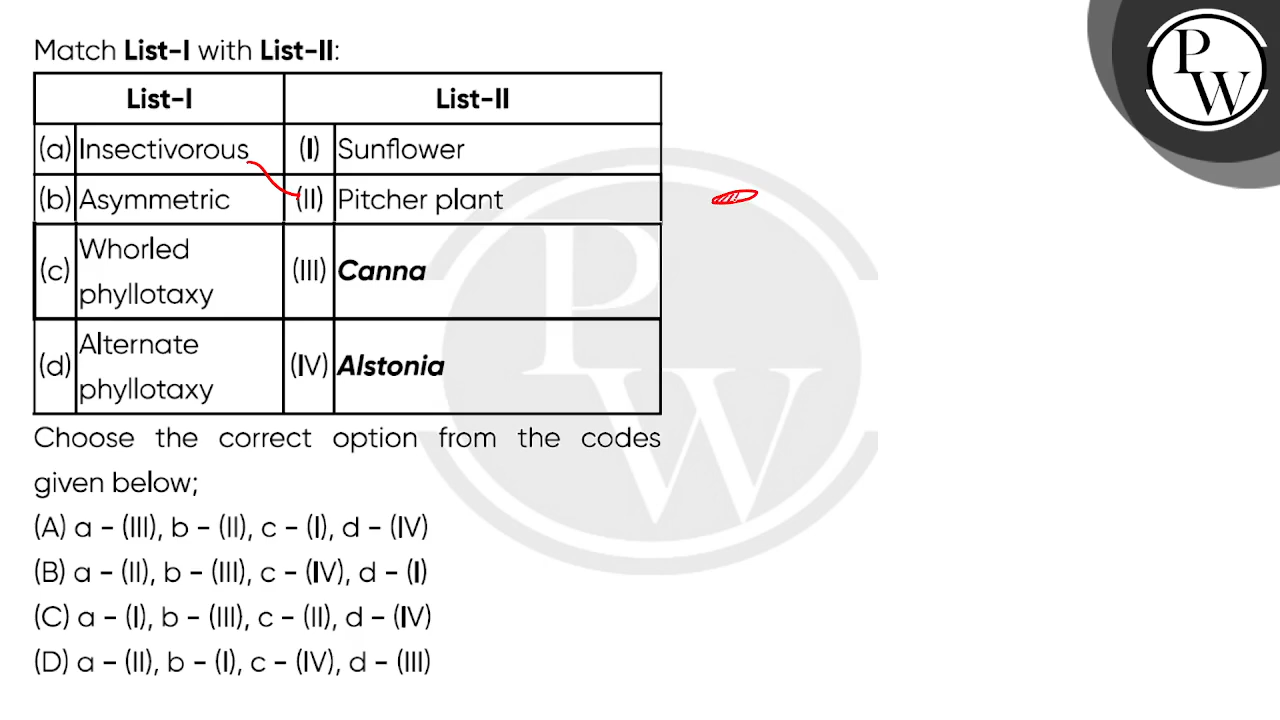 Match List-I with List-II:
List-I List-II
(a) Insectivorous (I) Sunflower
(b) Asymmetric (II) Pitcher plant
(c) Whorled phyllotaxy (III) Canna
(d) Alternate phyllotaxy (IV) Alstonia
Choose the correct option from the codes
given below;
(A) a - (III), b - (II), c - (I), d - (IV)
(B) a - (II), b - (III), c - (IV), d - (I)
(C) a - (I), b - (III), c - (II), d - (IV)
(D) a - (II), b - (I), c - (IV), d - (III)
PW
PW